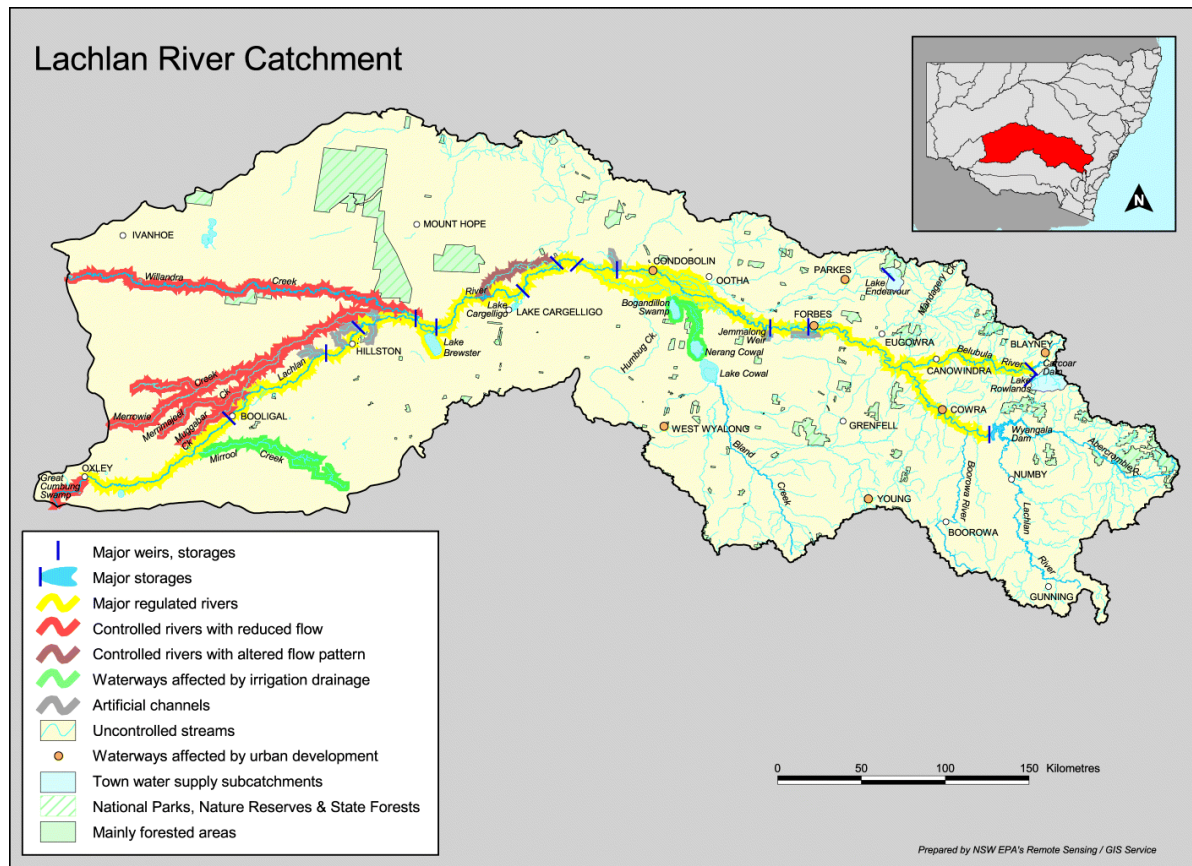 Lachlan River Catchment
N
IVANHOE
MOUNT HOPE
Willandra
Creek
River
Lake
Cargelligo
LAKE CARGELLIGO
CONDOBOLIN
OOTHA
PARKES
Lake
Endeavour
Mandagery Ck.
Bogandillon
Swamp
FORBES
Jemmalong
Weir
EUGOWRA
BLAYNEY
Belubula
River
Carcoar
Dam
CANOWINDRA
Lake
Rowlands
Lake
Brewster
HILLSTON
Lachlan
Humbug Ck.
Nerang Cowal
Lake Cowal
Creek
Merrowie
Merrimajeel
Ck
Muggabar
Ck
BOOLIGAL
COWRA
GRENFELL
WEST WYALONG
Wyangala
Dam
Abercrombie R.
Mirrool
Creek
OXLEY
Great
Cumbung
Swamp
Bland
Creek
Boorowa River
NUMBY
YOUNG
BOOROWA
Lachlan
River
GUNNING
Major weirs, storages
Major storages
Major regulated rivers
Controlled rivers with reduced flow
Controlled rivers with altered flow pattern
Waterways affected by irrigation drainage
Artificial channels
Uncontrolled streams
Waterways affected by urban development
Town water supply subcatchments
National Parks, Nature Reserves & State Forests
Mainly forested areas
0 50 100 150 Kilometres
Prepared by NSW EPA's Remote Sensing / GIS Service